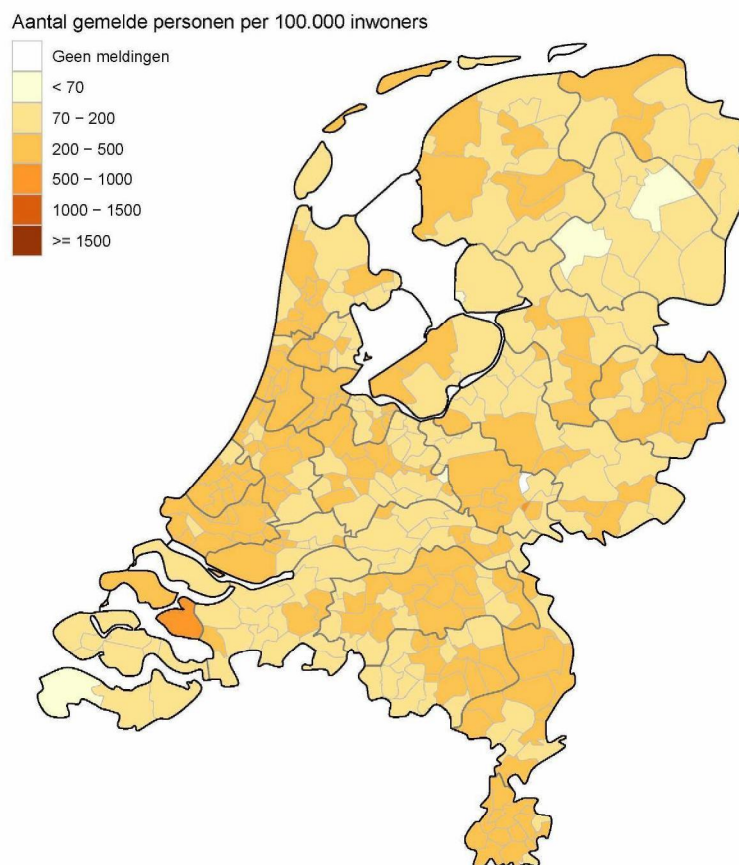 Aantal gemelde personen per 100.000 inwoners
Geen meldingen
< 70
70 − 200
200 − 500
500 − 1000
1000 − 1500
>= 1500